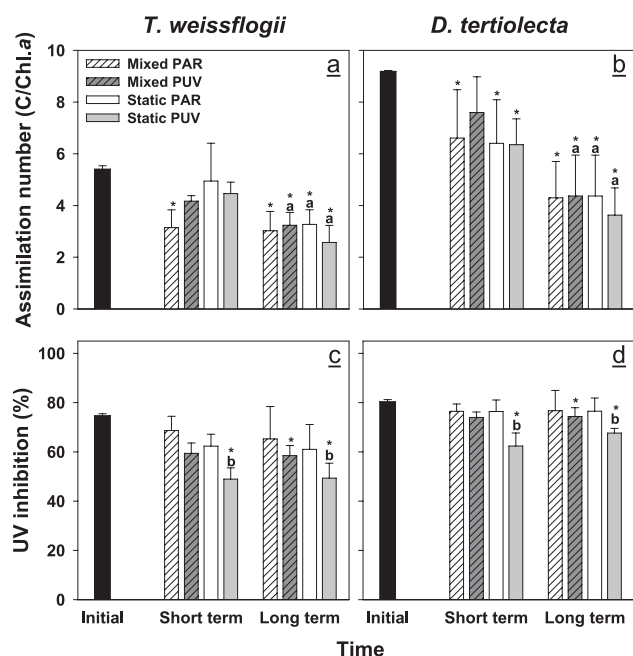 T. weissflogii
D. tertiolecta
Assimilation number (C/Chl.a)
10
8
6
4
2
0
Mixed PAR
Mixed PUV
Static PAR
Static PUV
a
* * * * *
a a a
b
* * * * * * *
a a a
UV inhibition (%)
100
80
60
40
20
0
c
* * *
b b
d
* * *
b b
Initial Short term Long term
Initial Short term Long term
Time